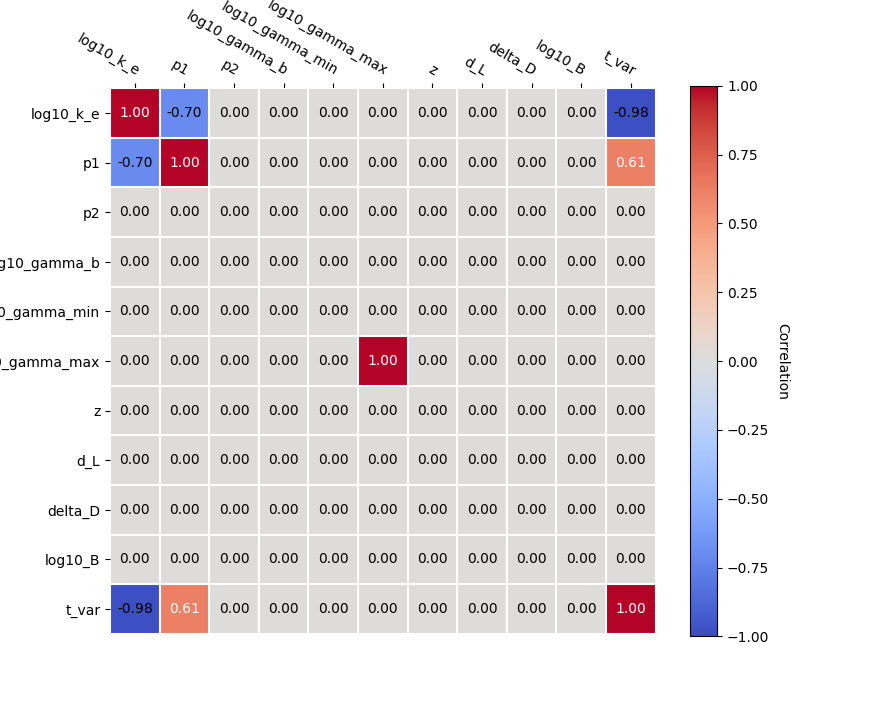 log10_k_e p1 p2 log10_gamma_b log10_gamma_min log10_gamma_max z d_L delta_D log10_B t_var
log10_k_e 1.00 -0.70 0.00 0.00 0.00 0.00 0.00 0.00 0.00 0.00 -0.98
p1 -0.70 1.00 0.00 0.00 0.00 0.00 0.00 0.00 0.00 0.00 0.61
p2 0.00 0.00 0.00 0.00 0.00 0.00 0.00 0.00 0.00 0.00 0.00
g10_gamma_b 0.00 0.00 0.00 0.00 0.00 0.00 0.00 0.00 0.00 0.00 0.00
0_gamma_min 0.00 0.00 0.00 0.00 0.00 0.00 0.00 0.00 0.00 0.00 0.00
0_gamma_max 0.00 0.00 0.00 0.00 0.00 1.00 0.00 0.00 0.00 0.00 0.00
z 0.00 0.00 0.00 0.00 0.00 0.00 0.00 0.00 0.00 0.00 0.00
d_L 0.00 0.00 0.00 0.00 0.00 0.00 0.00 0.00 0.00 0.00 0.00
delta_D 0.00 0.00 0.00 0.00 0.00 0.00 0.00 0.00 0.00 0.00 0.00
log10_B 0.00 0.00 0.00 0.00 0.00 0.00 0.00 0.00 0.00 0.00 0.00
t_var -0.98 0.61 0.00 0.00 0.00 0.00 0.00 0.00 0.00 0.00 1.00
1.00
0.75
0.50
0.25
0.00
−0.25
−0.50
−0.75
−1.00
Correlation